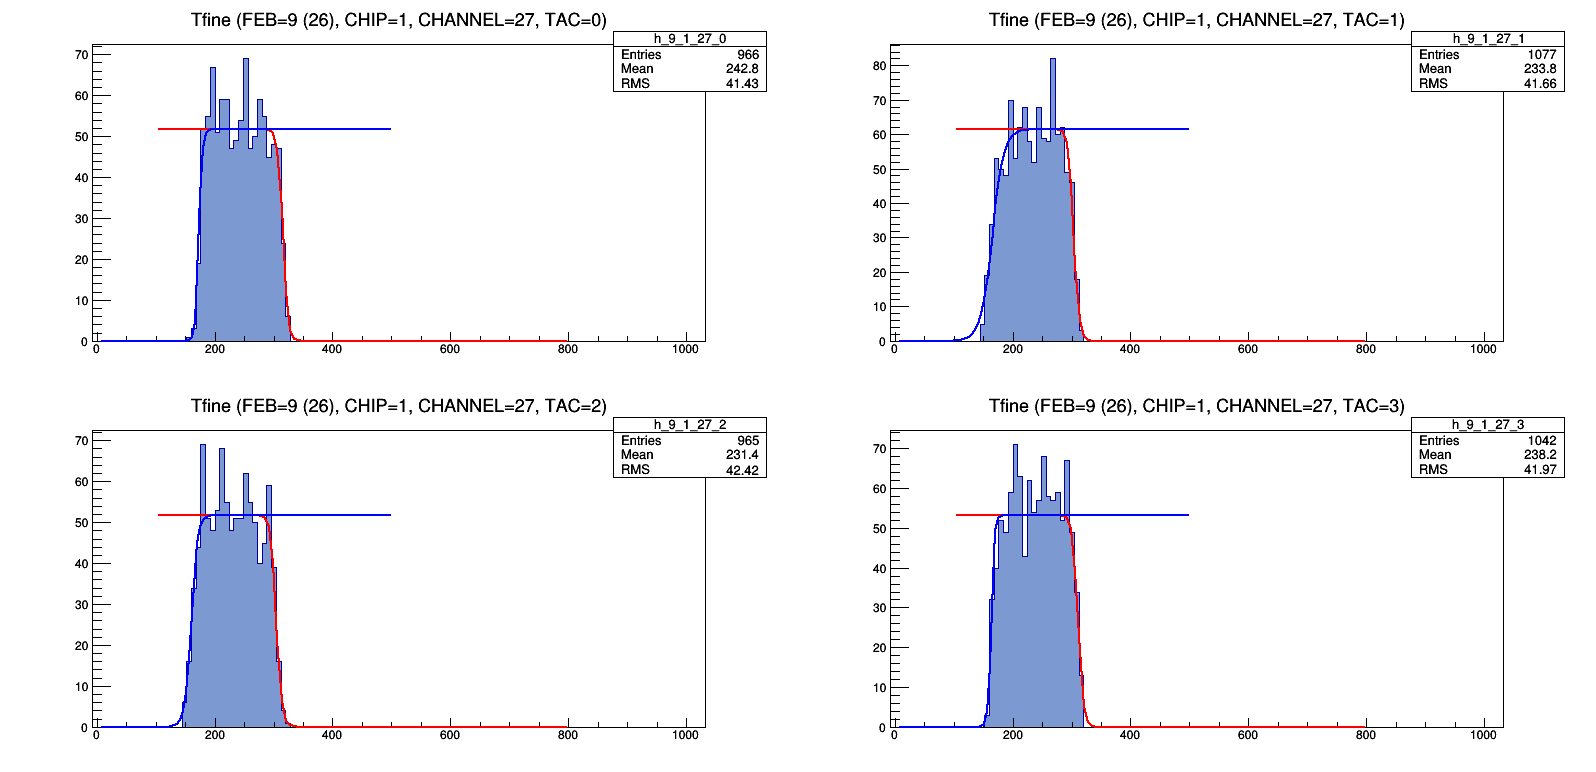 Tfine (FEB=9 (26), CHIP=1, CHANNEL=27, TAC=0)
h_9_1_27_0
Entries 966
Mean 242.8
RMS 41.43
70
60
50
40
30
20
10
0
0 200 400 600 800 1000
Tfine (FEB=9 (26), CHIP=1, CHANNEL=27, TAC=1)
h_9_1_27_1
Entries 1077
Mean 233.8
RMS 41.66
80
70
60
50
40
30
20
10
0
0 200 400 600 800 1000
Tfine (FEB=9 (26), CHIP=1, CHANNEL=27, TAC=2)
h_9_1_27_2
Entries 965
Mean 231.4
RMS 42.42
70
60
50
40
30
20
10
0
0 200 400 600 800 1000
Tfine (FEB=9 (26), CHIP=1, CHANNEL=27, TAC=3)
h_9_1_27_3
Entries 1042
Mean 238.2
RMS 41.97
70
60
50
40
30
20
10
0
0 200 400 600 800 1000